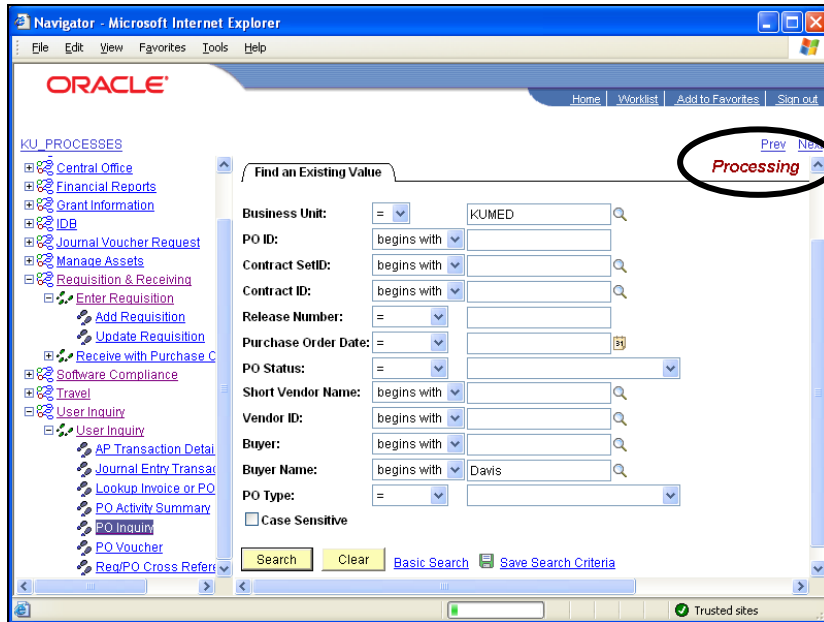 Navigator - Microsoft Internet Explorer
File Edit View Favorites Tools Help
ORACLE'
Home Worklist Add to Favorites Sign out
KU_PROCESSES
Prev Next
Processing
Central Office
Financial Reports
Grant Information
IDB
Journal Voucher Request
Manage Assets
Requisition & Receiving
Enter Requisition
Add Requisition
Update Requisition
Receive with Purchase O
Software Compliance
Travel
User Inquiry
User Inquiry
AP Transaction Detai
Journal Entry Transac
Lookup Invoice or PO
PO Activity Summary
PO Inquiry
PO Voucher
Req/PO Cross Refere
Find an Existing Value
Business Unit: = KUMED
PO ID: begins with
Contract SetID: begins with
Contract ID: begins with
Release Number: =
Purchase Order Date: = 31
PO Status: =
Short Vendor Name: begins with
Vendor ID: begins with
Buyer: begins with
Buyer Name: begins with Davis
PO Type: =
Case Sensitive
Search Clear Basic Search Save Search Criteria
Trusted sites